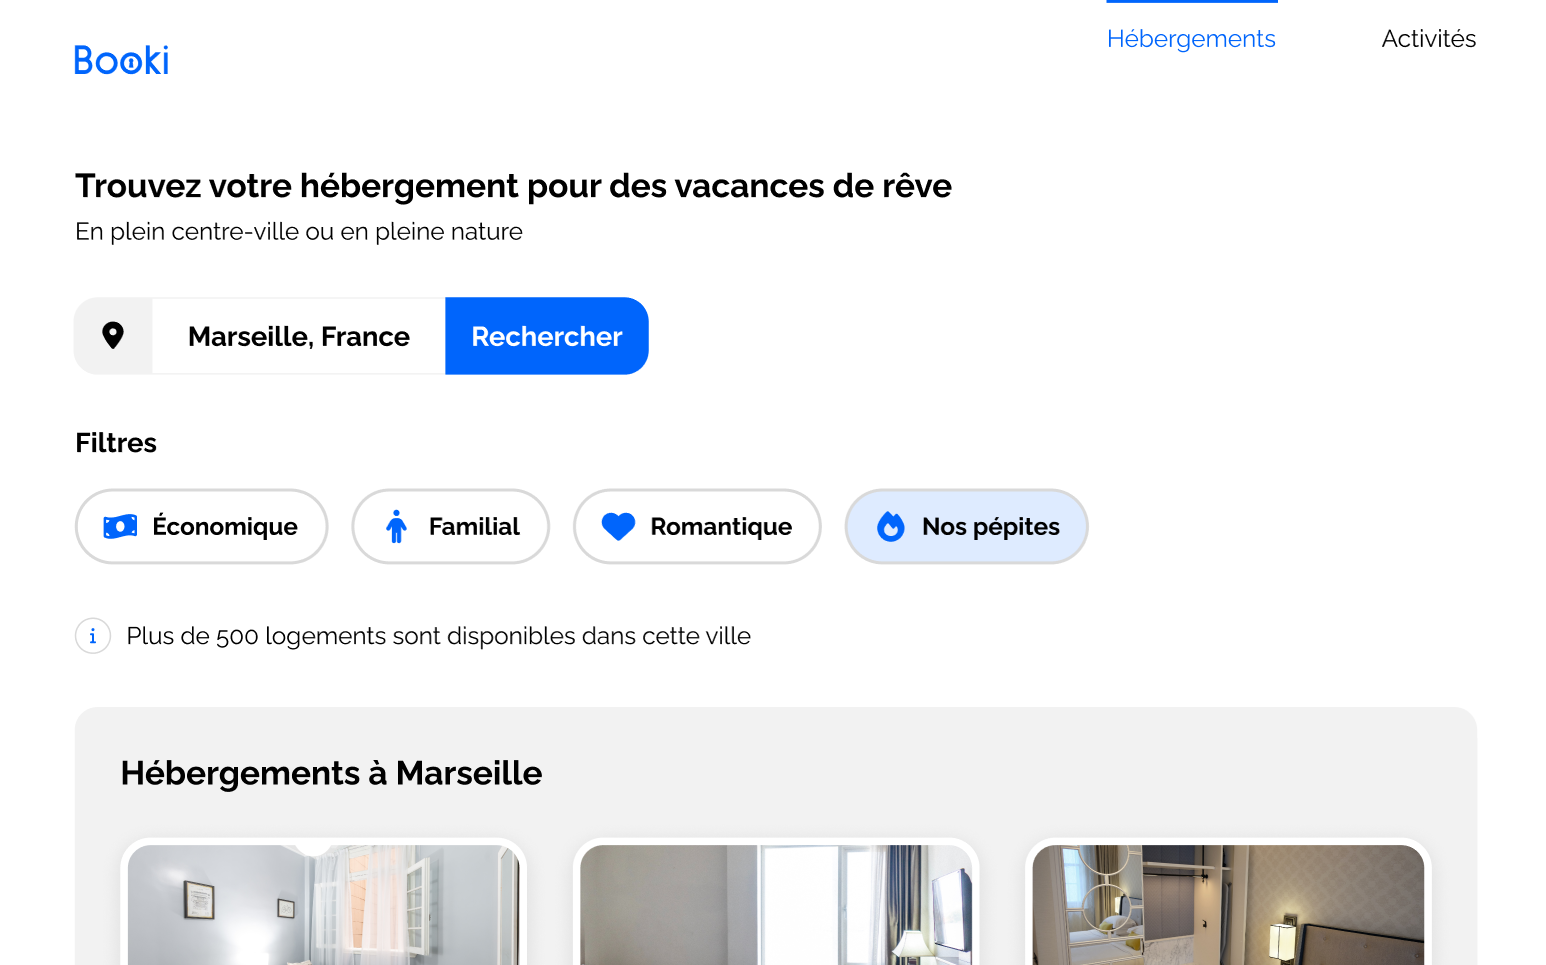 Booki
Hébergements
Activités
Trouvez votre hébergement pour des vacances de rêve
En plein centre-ville ou en pleine nature
Marseille, France
Rechercher
Filtres
Économique
Familial
Romantique
Nos pépites
Plus de 500 logements sont disponibles dans cette ville
Hébergements à Marseille